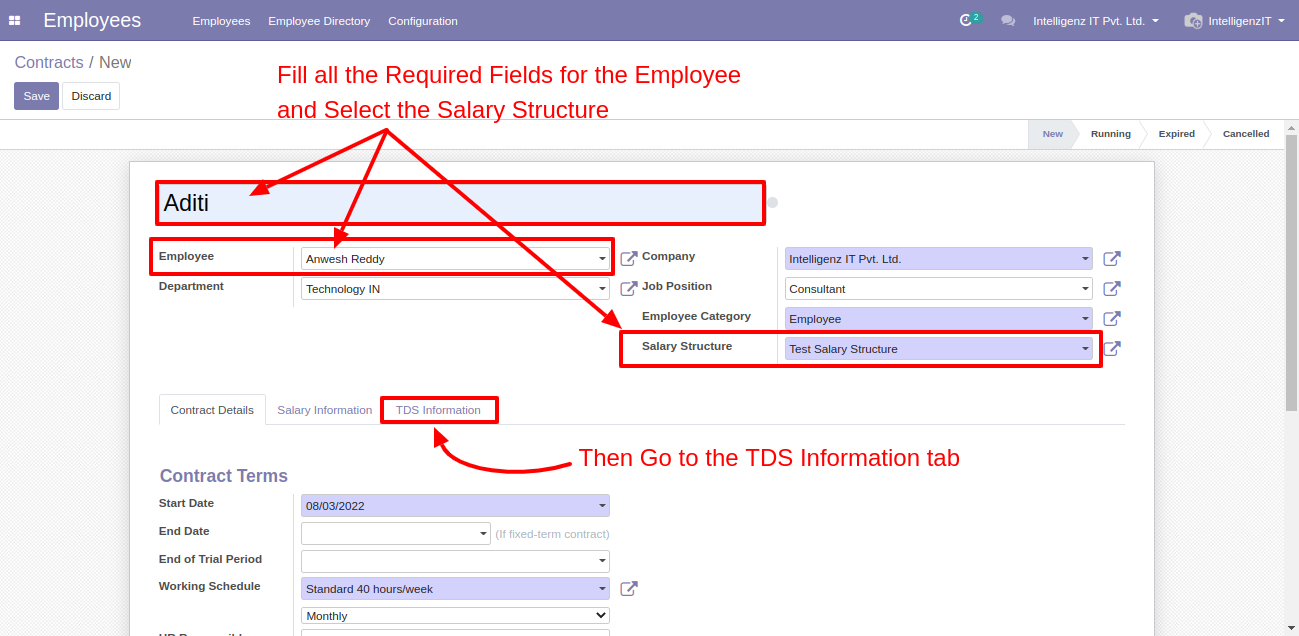 Employees Employees Employee Directory Configuration 2 Intelligenz IT Pvt. Ltd. IntelligenzIT
Contracts / New
Fill all the Required Fields for the Employee
Save Discard
and Select the Salary Structure
New Running Expired Cancelled
Aditi
Employee Anwesh Reddy Company Intelligenz IT Pvt. Ltd.
Department Technology IN Job Position Consultant
Employee Category Employee
Salary Structure Test Salary Structure
Contract Details Salary Information TDS Information
Then Go to the TDS Information tab
Contract Terms
Start Date 08/03/2022
End Date (If fixed-term contract)
End of Trial Period
Working Schedule Standard 40 hours/week
Monthly